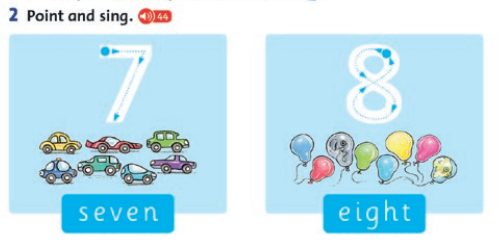 2 Point and sing. 44
7 8
seven eight